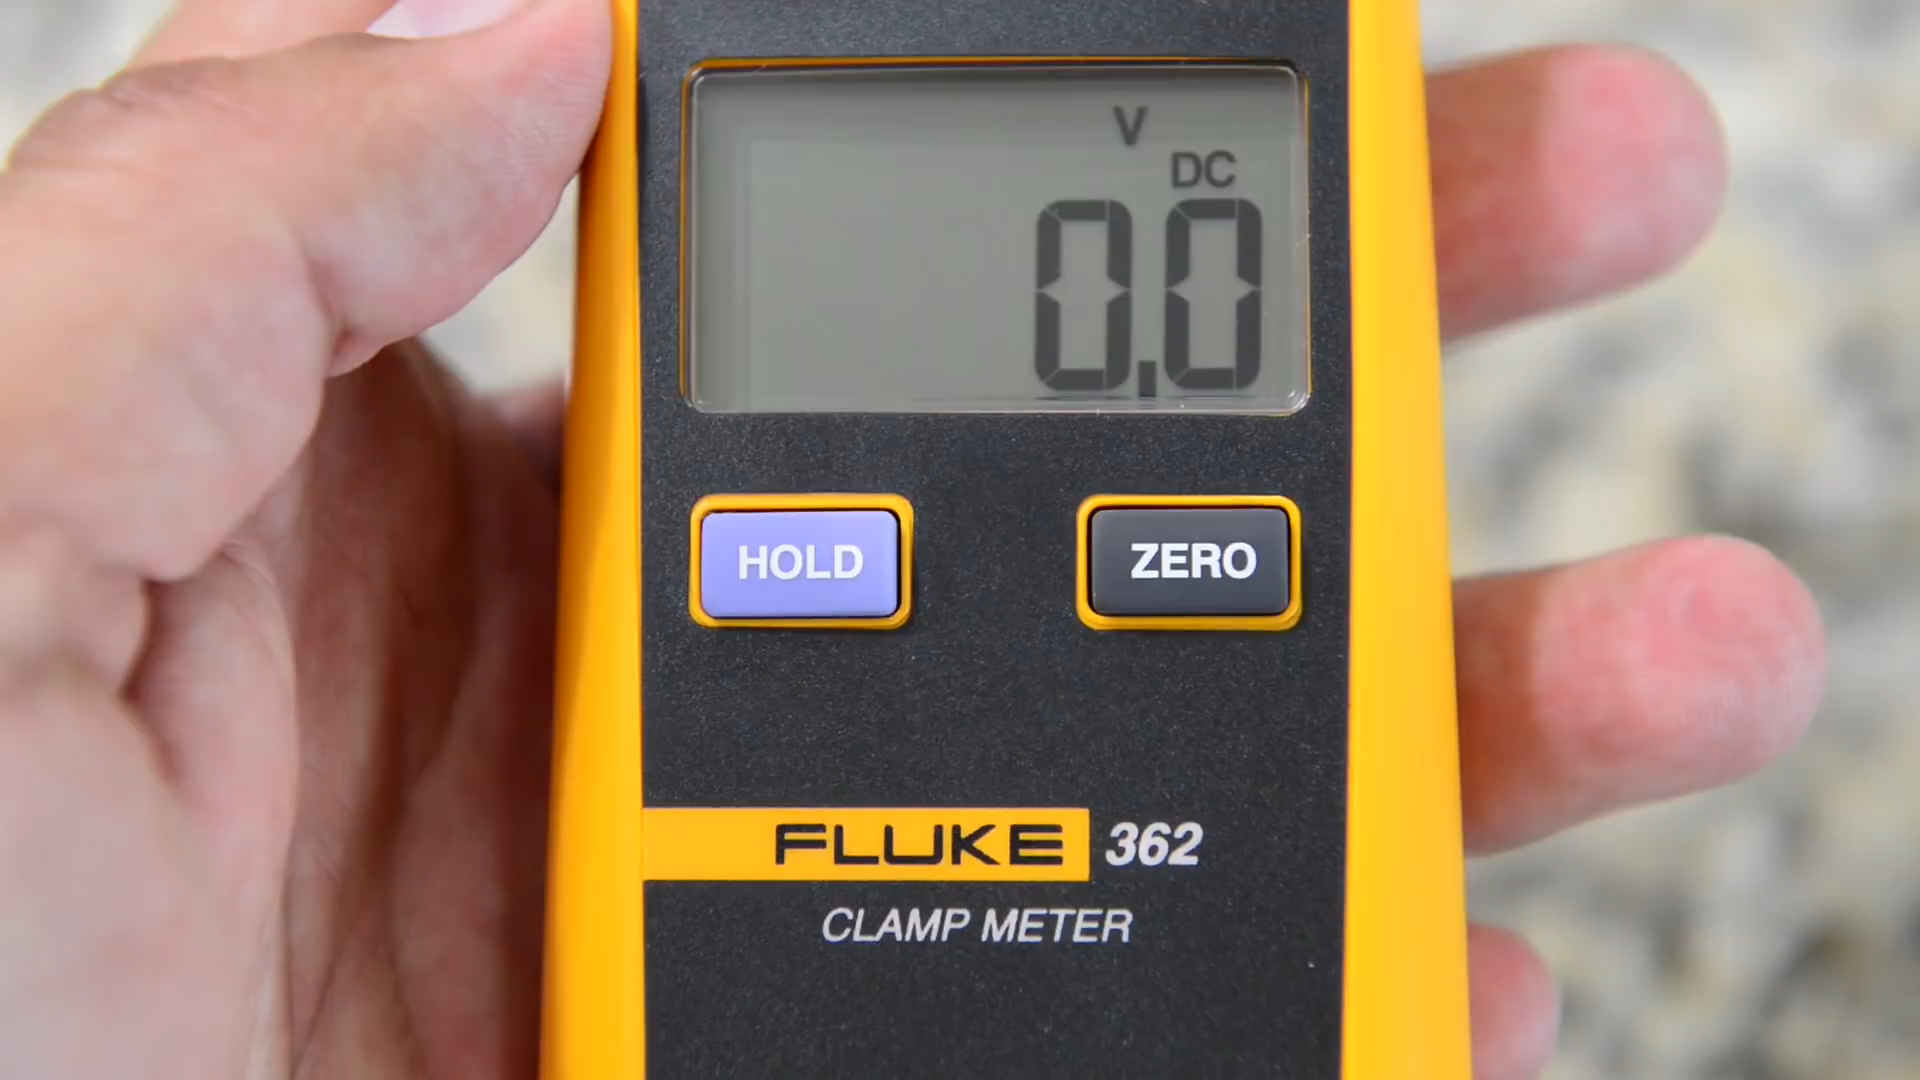 V
DC
0.0
HOLD
ZERO
FLUKE 362
CLAMP METER